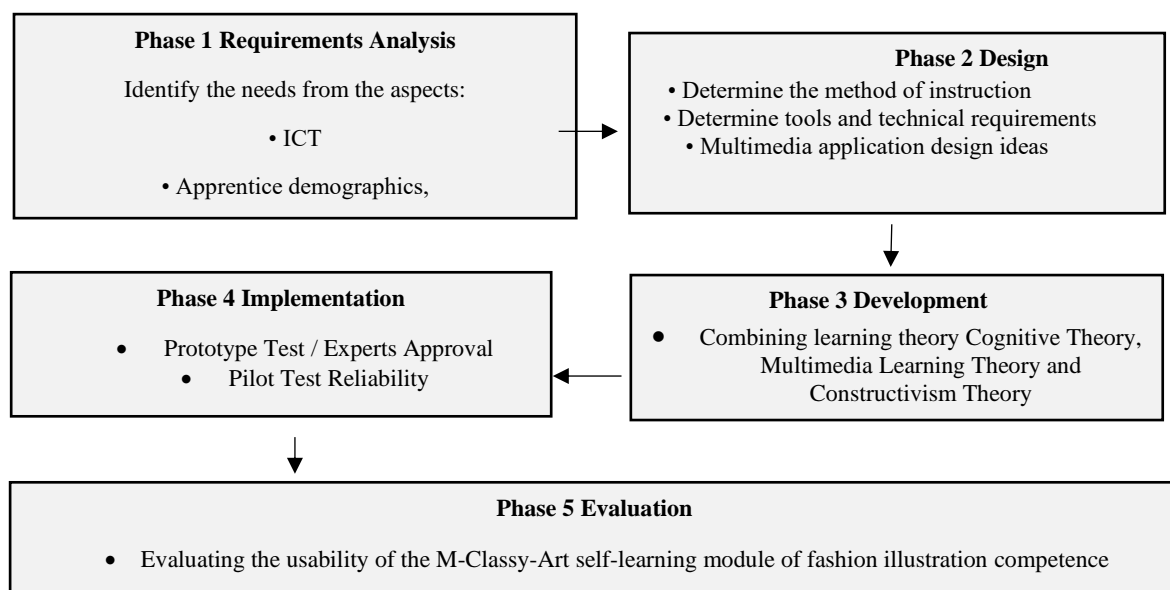 Phase 1 Requirements Analysis
Identify the needs from the aspects:
• ICT
• Apprentice demographics,
Phase 2 Design
• Determine the method of instruction
• Determine tools and technical requirements
• Multimedia application design ideas
Phase 3 Development
• Combining learning theory Cognitive Theory,
Multimedia Learning Theory and
Constructivism Theory
Phase 4 Implementation
• Prototype Test / Experts Approval
• Pilot Test Reliability
Phase 5 Evaluation
• Evaluating the usability of the M-Classy-Art self-learning module of fashion illustration competence